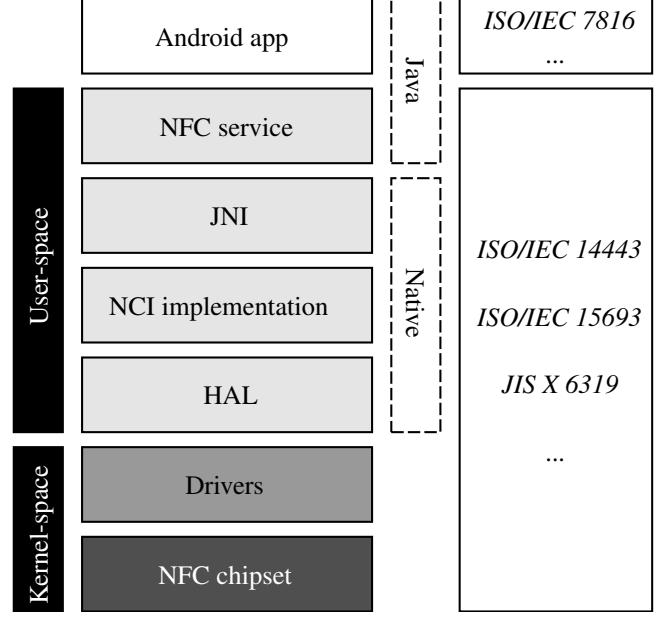 Android app
NFC service
JNI
NCI implementation
HAL
Drivers
NFC chipset
User-space
Kernel-space
Java
Native
ISO/IEC 7816
...
ISO/IEC 14443
ISO/IEC 15693
JIS X 6319
...